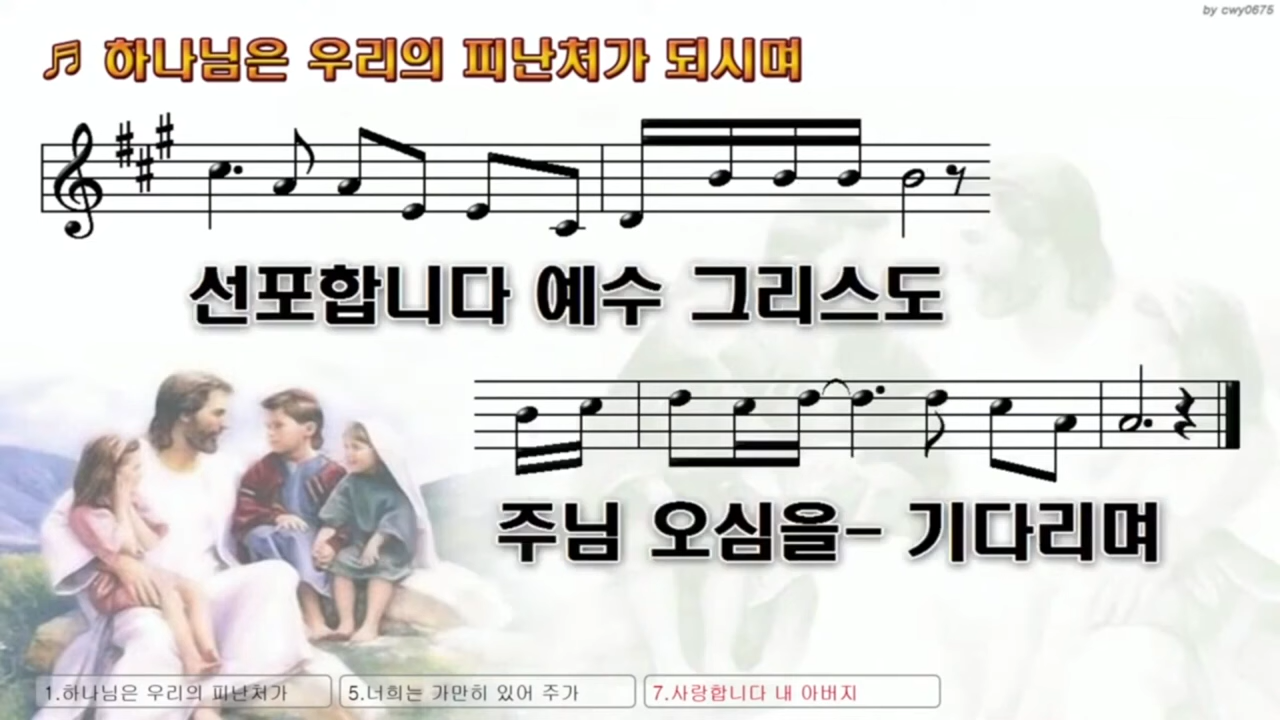 by cwy0675
♬ 하나님은 우리의 피난처가 되시며
선포합니다 예수 그리스도
주님 오심을- 기다리며
1.하나님은 우리의 피난처가 5.너희는 가만히 있어 주가 7.사랑합니다 내 아버지